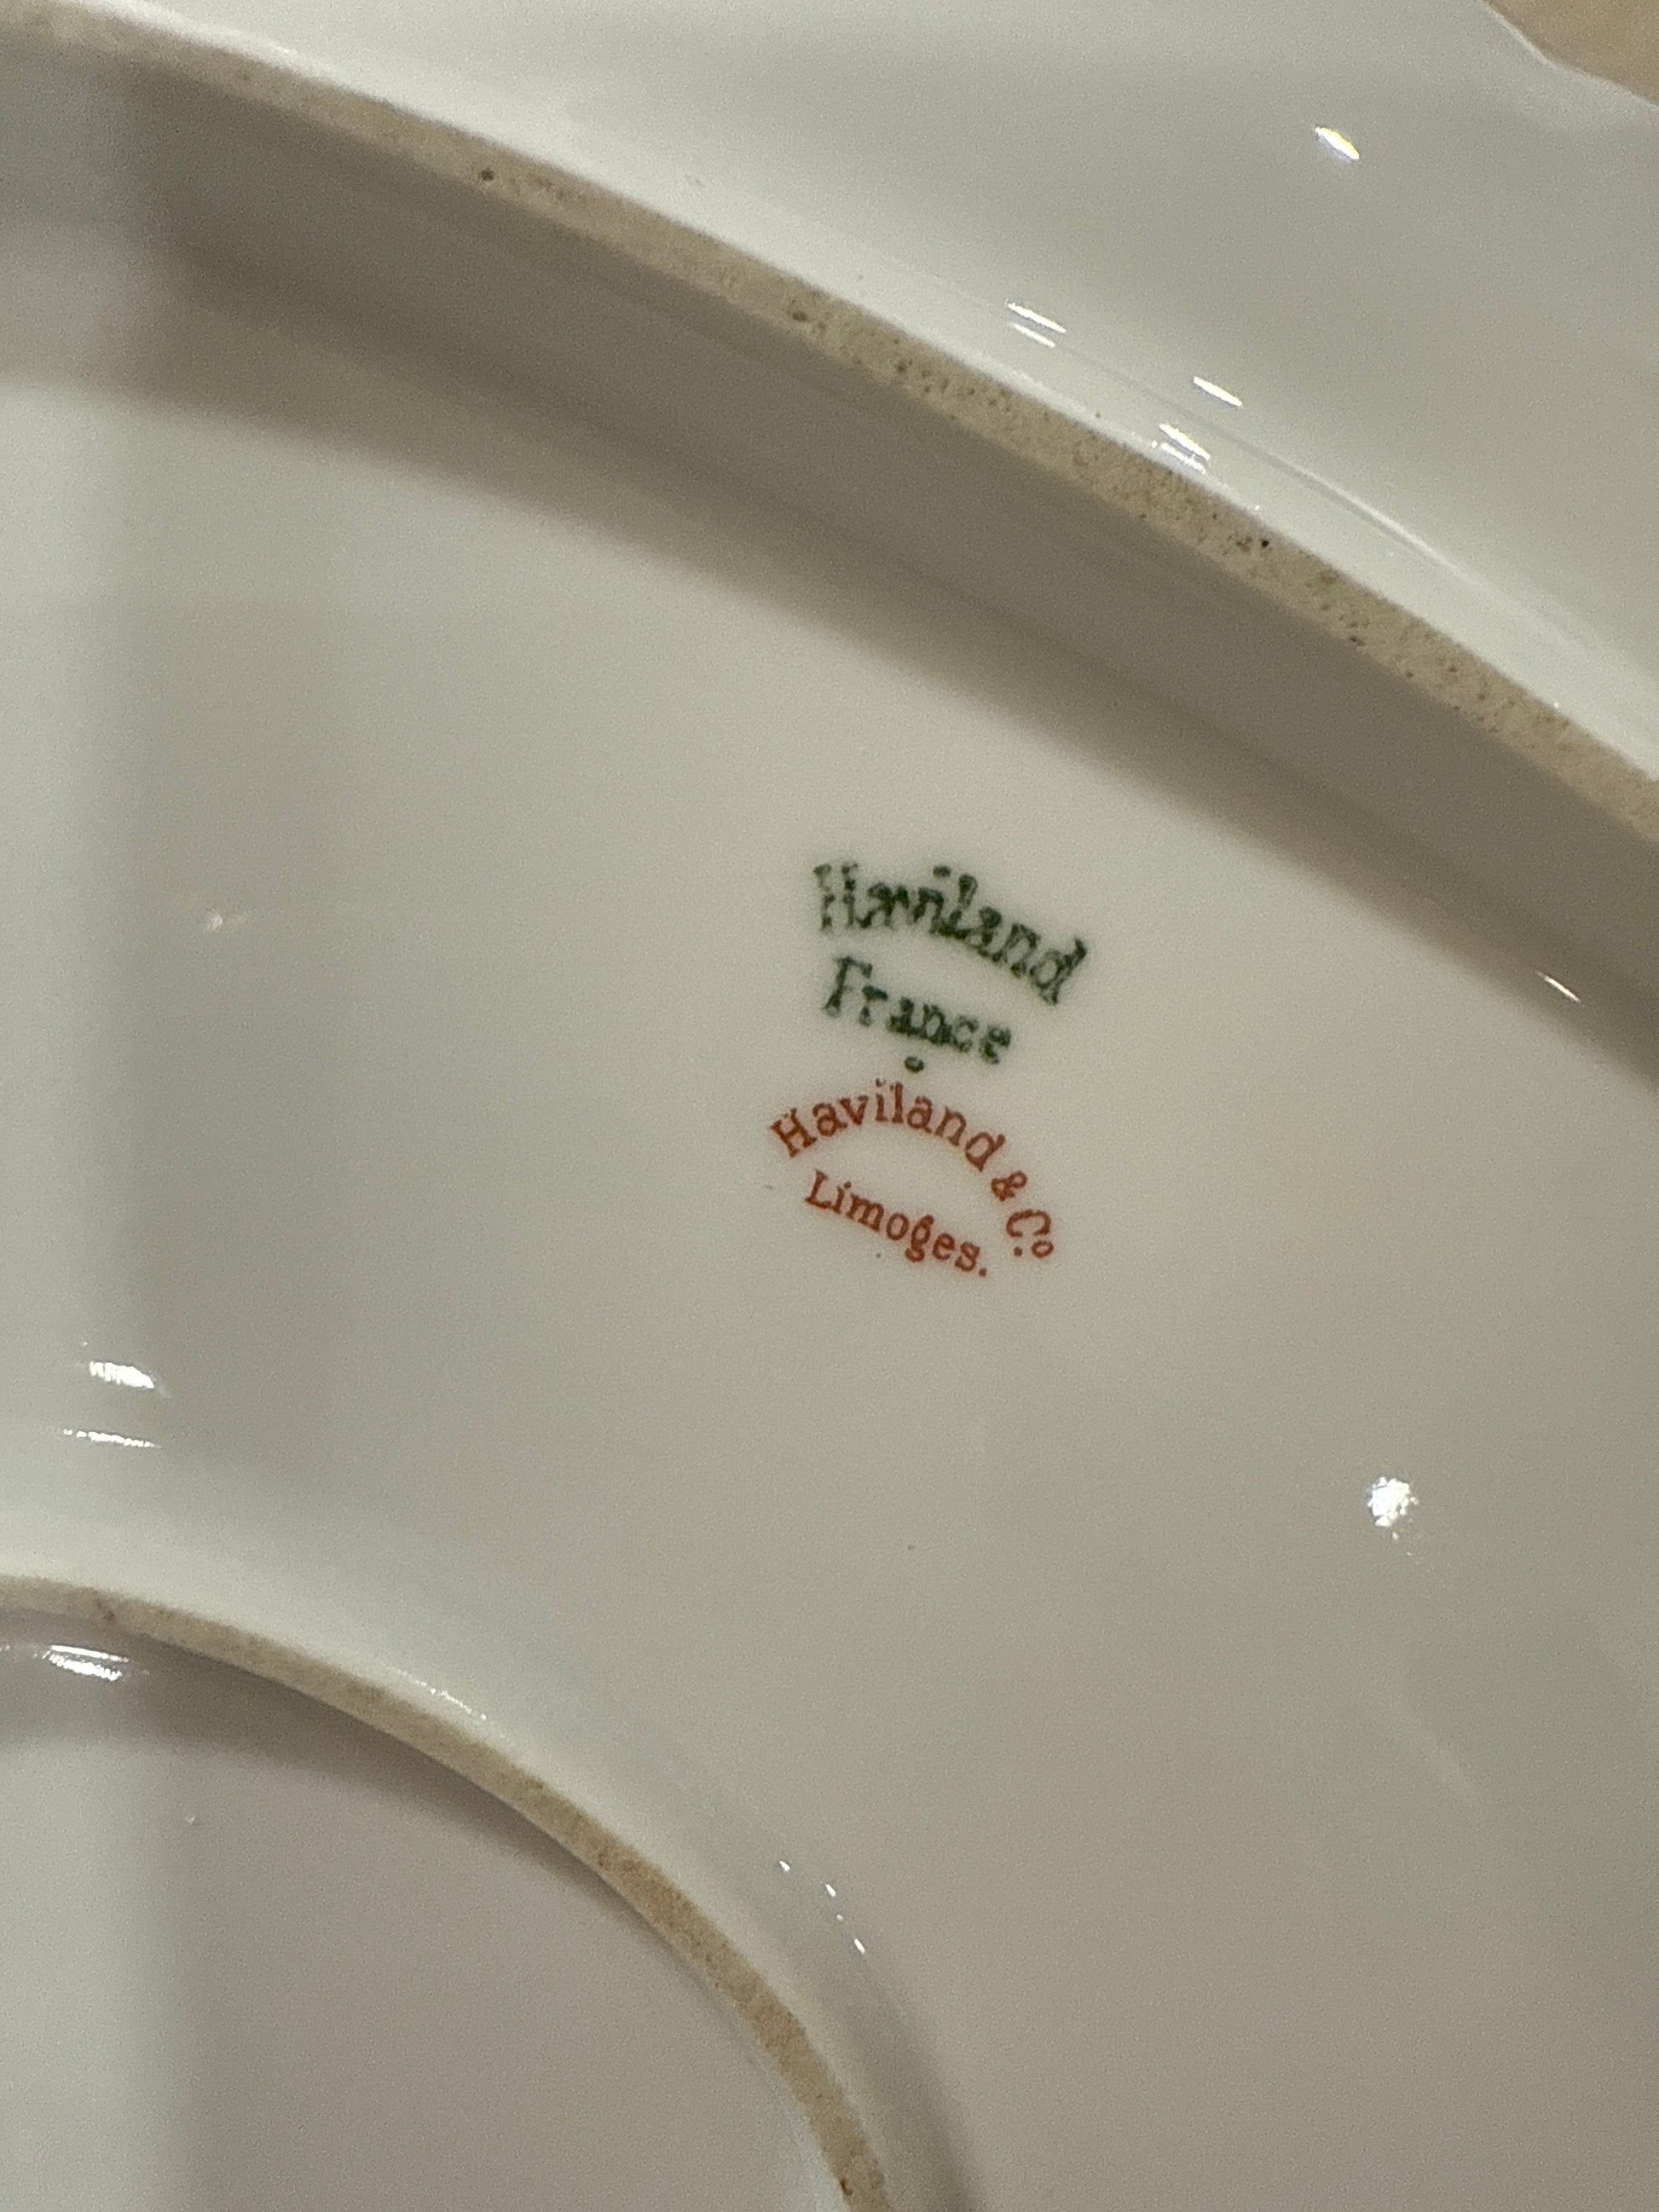 Haviland
France
Haviland & Co.
Limoges.